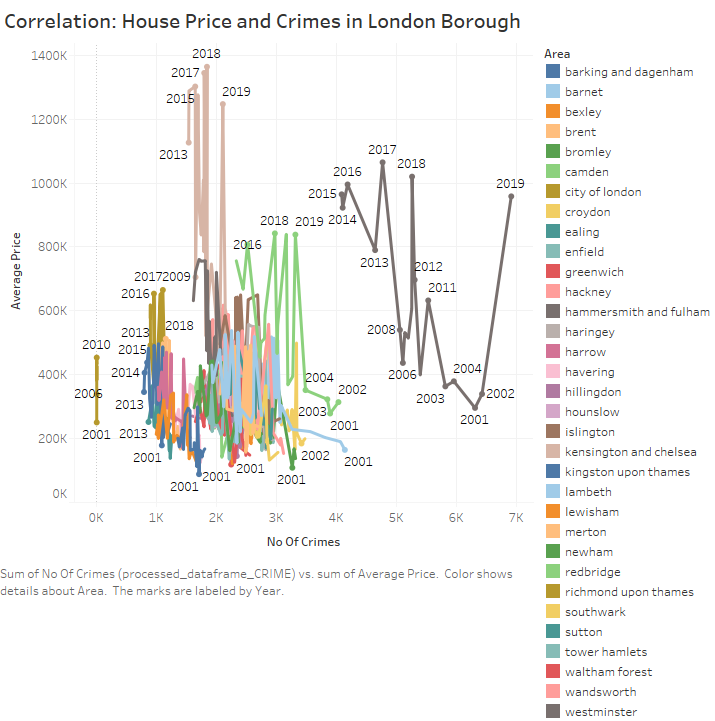 Correlation: House Price and Crimes in London Borough
Area
barking and dagenham
barnet
bexley
brent
bromley
camden
city of london
croydon
ealing
enfield
greenwich
hackney
hammersmith and fulham
haringey
harrow
havering
hillingdon
hounslow
islington
kensington and chelsea
kingston upon thames
lambeth
lewisham
merton
newham
redbridge
richmond upon thames
southwark
sutton
tower hamlets
waltham forest
wandsworth
westminster
Average Price
1400K
1200K
1000K
800K
600K
400K
200K
0K
2018
2017
2015
2019
2013
2017
2016
2018
2019
2015
2014
2013
2018
2019
2016
2012
2017
2009
2016
2011
2013
2018
2008
2010
2015
2014
2006
2004
2004
2006
2002
2003
2002
2013
2003
2001
2001
2013
2001
2001
2002
2001
2001
2001
2001
2001
0K
1K
2K
3K
4K
5K
6K
7K
No Of Crimes
Sum of No Of Crimes (processed_dataframe_CRIME) vs. sum of Average Price. Color shows
details about Area. The marks are labeled by Year.